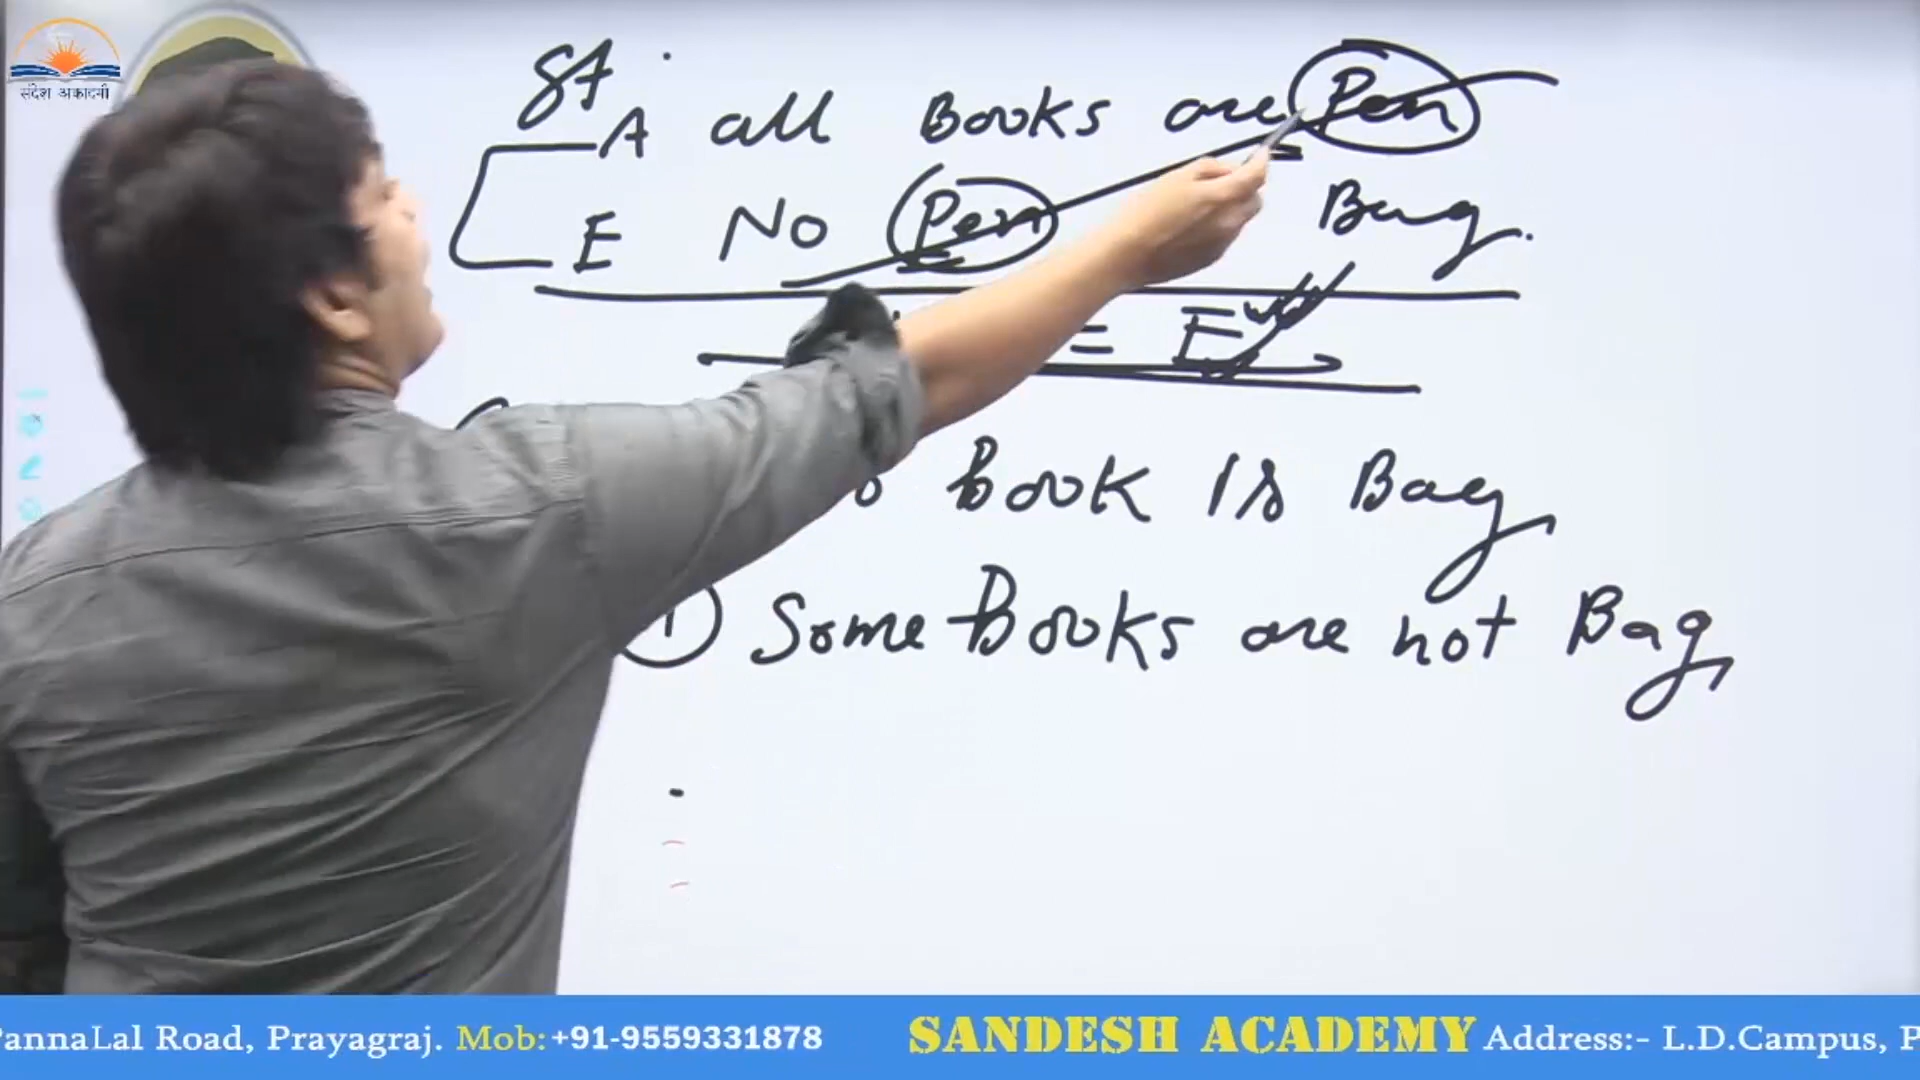 संदेश अकादमी
St.
A all Books are Pen
E No Pen Bag.
= E
Book is Bag
Some Books are not Bag
PannaLal Road, Prayagraj. Mob: +91-9559331878 SANDESH ACADEMY Address:- L.D.Campus, P